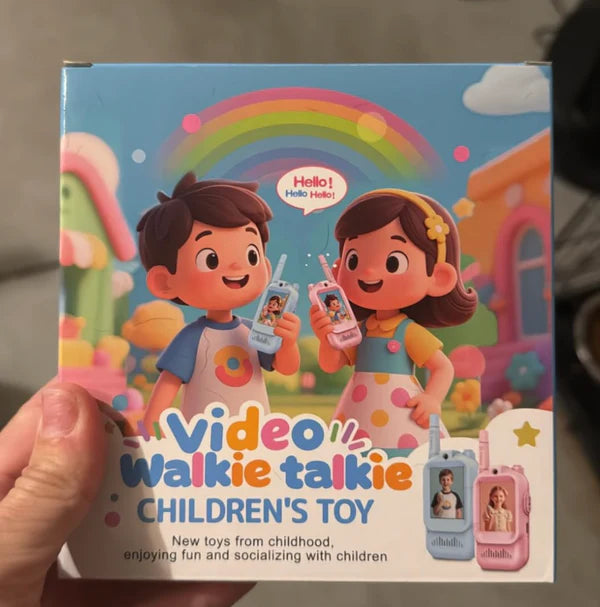 Hello!
Hello Hello!
Video
Walkie talkie
CHILDREN'S TOY
New toys from childhood,
enjoying fun and socializing with children